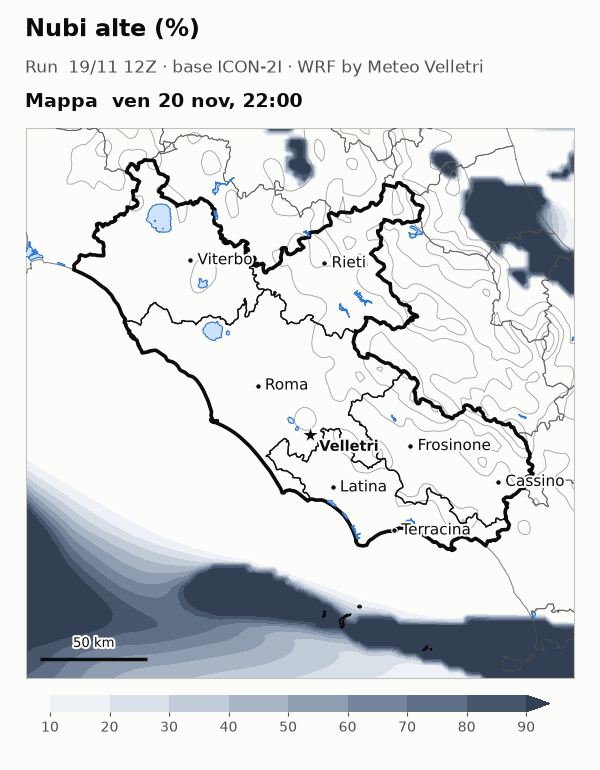 Nubi alte (%)
Run  19/11 12Z · base ICON-2I · WRF by Meteo Velletri
Mappa  ven 20 nov, 22:00
Viterbo
Rieti
Roma
Velletri
Frosinone
Cassino
Latina
Terracina
50 km
10 20 30 40 50 60 70 80 90